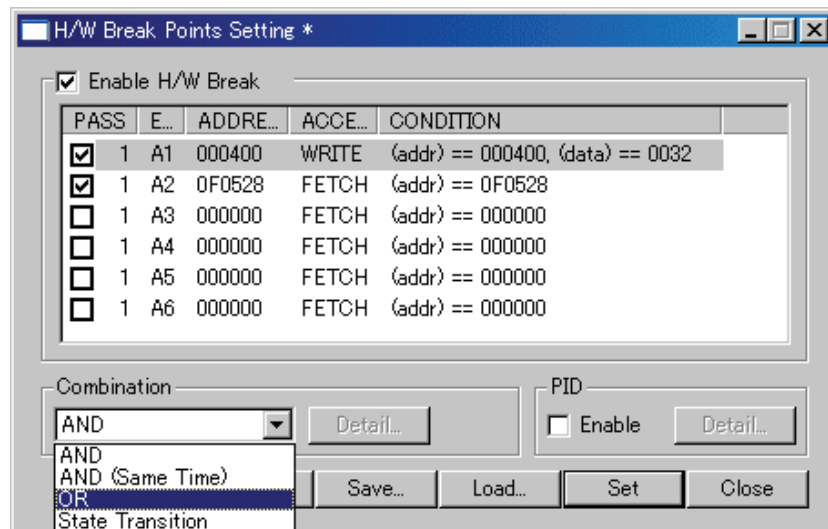 H/W Break Points Setting *
Enable H/W Break
PASS E... ADDRE... ACCE... CONDITION
1 A1 000400 WRITE (addr) == 000400, (data) == 0032
1 A2 0F0528 FETCH (addr) == 0F0528
1 A3 000000 FETCH (addr) == 000000
1 A4 000000 FETCH (addr) == 000000
1 A5 000000 FETCH (addr) == 000000
1 A6 000000 FETCH (addr) == 000000
Combination PID
AND Detail... Enable Detail...
AND
AND (Same Time)
OR Save... Load... Set Close
State Transition